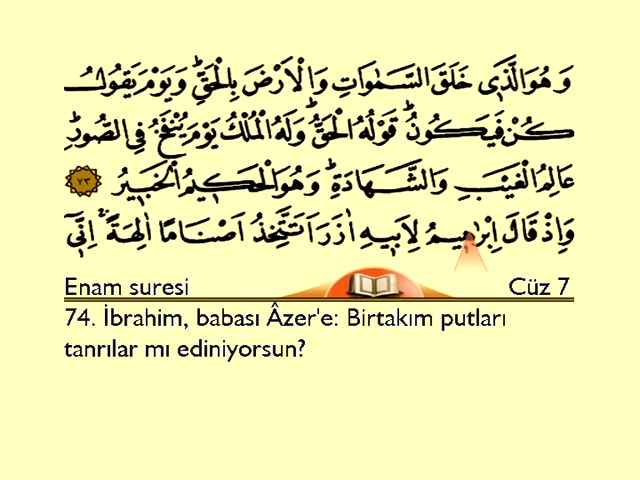 وَهُوَ الَّذ۪ي خَلَقَ السَّمٰوَاتِ وَالْاَرْضَ بِالْحَقِّۜ وَيَوْمَ يَقُولُ
كُنْ فَيَكُونُۜ قَوْلُهُ الْحَقُّۜ وَلَهُ الْمُلْكُ يَوْمَ يُنْفَخُ فِي الصُّورِۜ
عَالِمُ الْغَيْبِ وَالشَّهَادَةِۜ وَهُوَ الْحَك۪يمُ الْخَب۪يرُ ٧٣
وَاِذْ قَالَ اِبْرٰه۪يمُ لِاَب۪يهِ اٰزَرَ اَتَتَّخِذُ اَصْنَامًا اٰلِهَةًۚ اِنّ۪ٓي
Enam suresi Cüz 7
74. İbrahim, babası Âzer'e: Birtakım putları
tanrılar mı ediniyorsun?